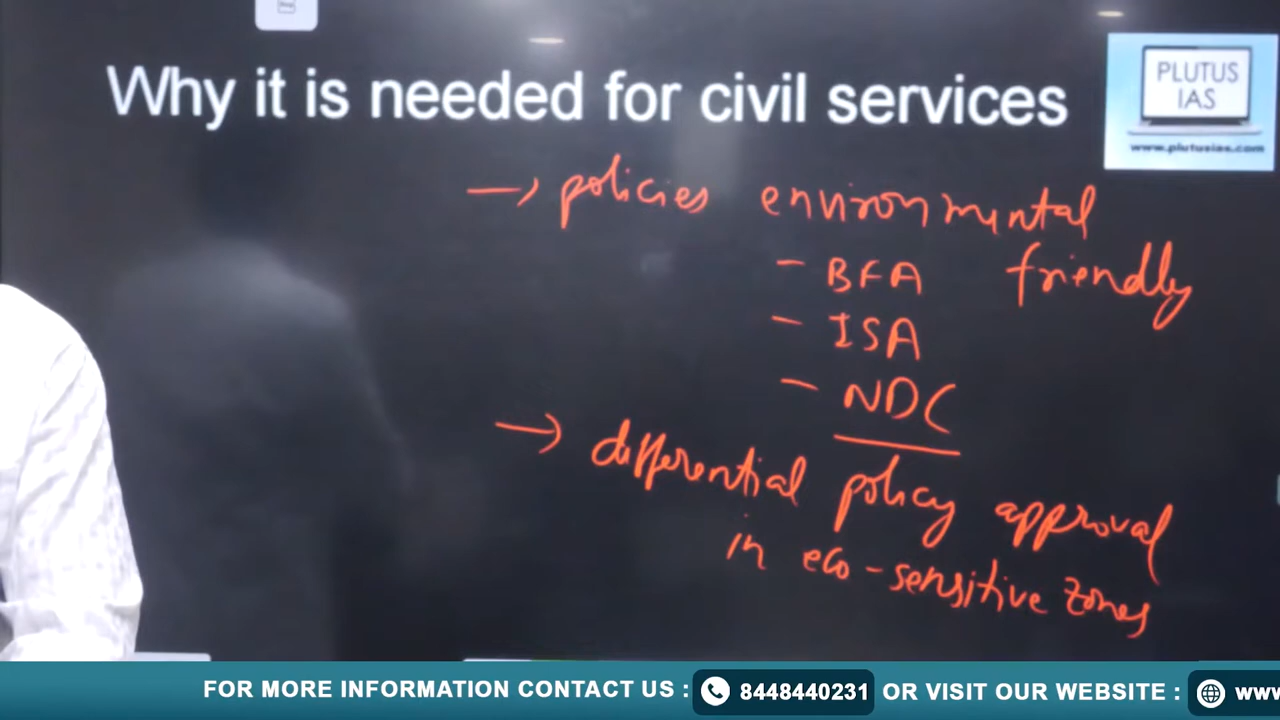 Why it is needed for civil services
PLUTUS
IAS
www.plutusias.com
→ policies environmental
friendly
- BFA
- ISA
- NDC
→ differential policy approval
in eco-sensitive zones
FOR MORE INFORMATION CONTACT US : 8448440231 OR VISIT OUR WEBSITE : www